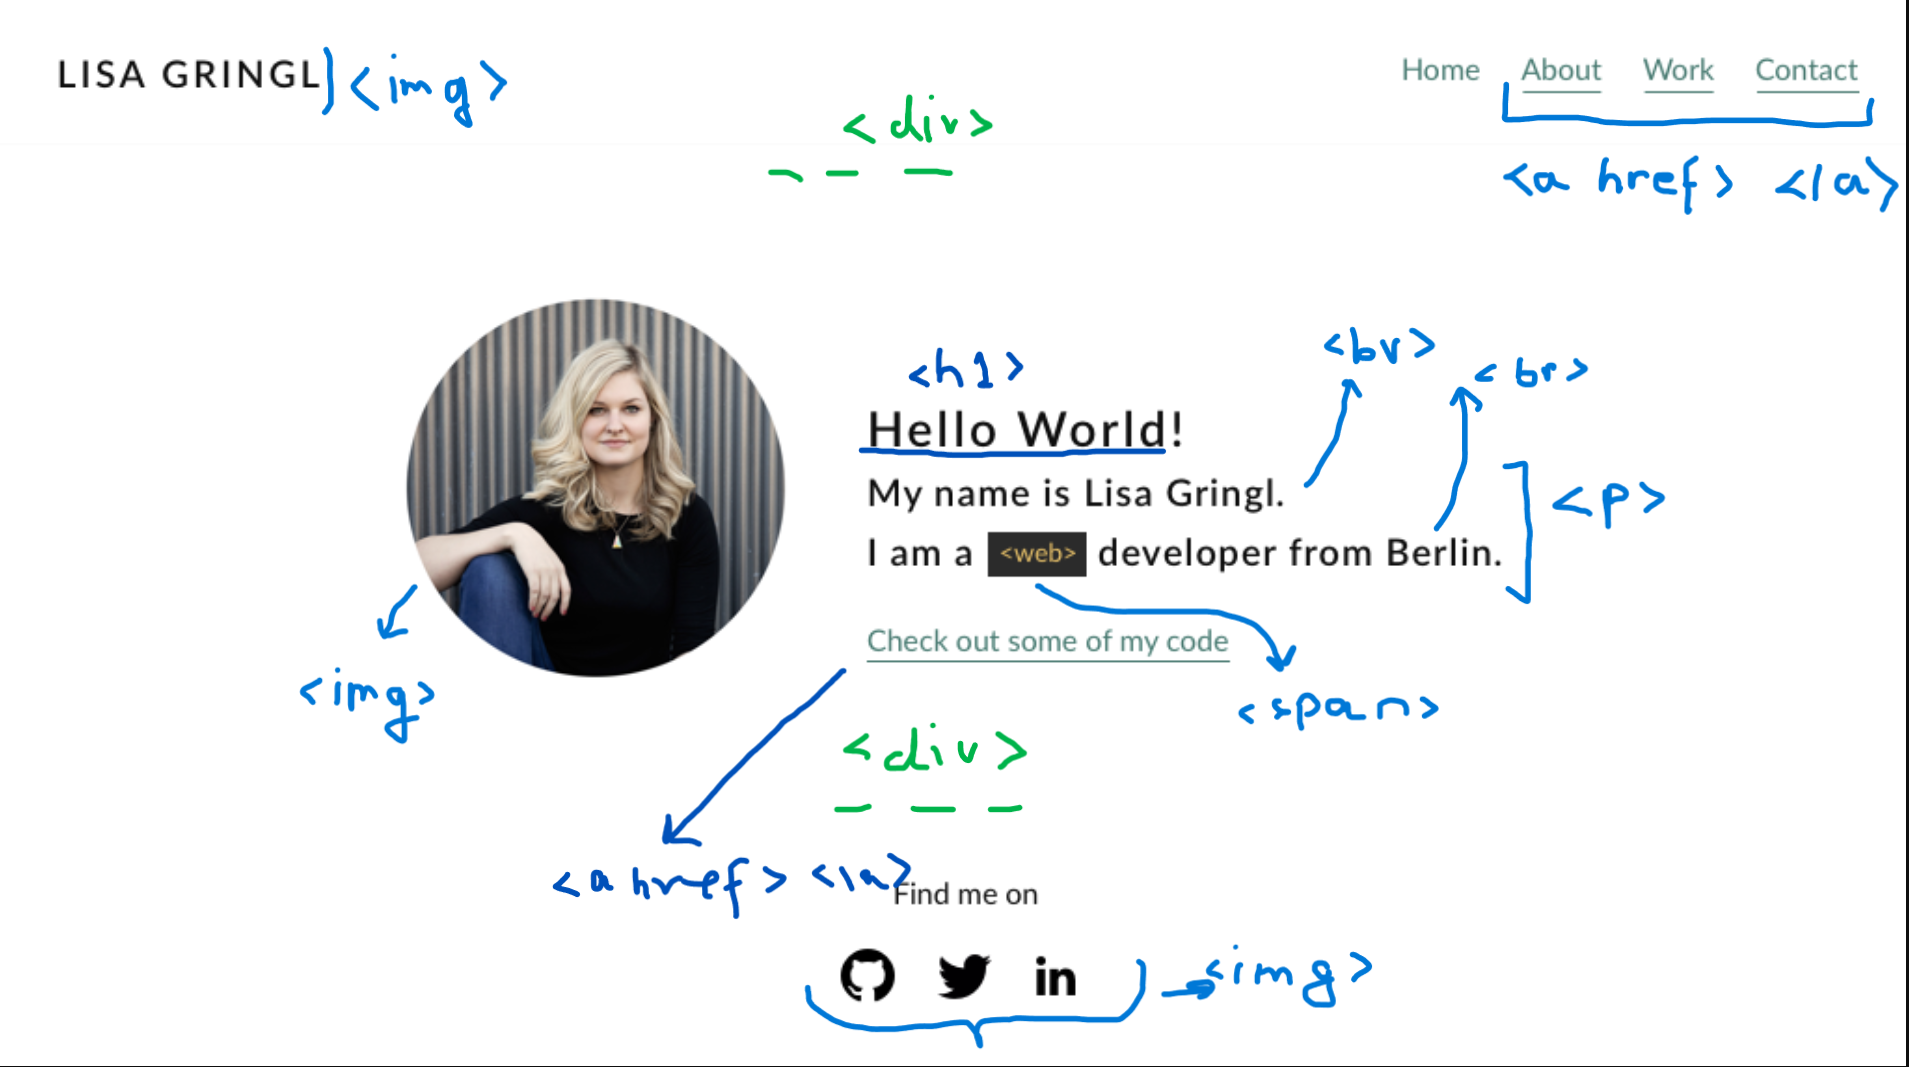 LISA GRINGL <img>
Home About Work Contact
<div>
<a href> </a>
<br>
<h1>
<br>
Hello World!
My name is Lisa Gringl.
<p>
I am a <web> developer from Berlin.
Check out some of my code
<img>
<span>
<div>
<a href> <\a>
Find me on
in
<img>